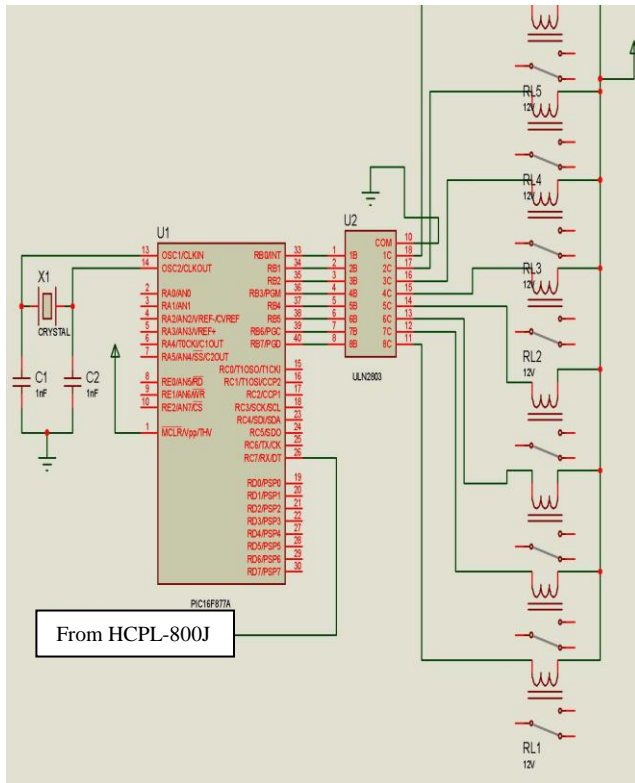 X1
CRYSTAL
C1
1nF
C2
1nF
U1
13 OSC1/CLKIN
14 OSC2/CLKOUT
2 RA0/AN0
3 RA1/AN1
4 RA2/AN2/VREF-/CVREF
5 RA3/AN3/VREF+
6 RA4/T0CKI/C1OUT
7 RA5/AN4/SS/C2OUT
8 RE0/AN5/RD
9 RE1/AN6/WR
10 RE2/AN7/CS
1 MCLR/Vpp/THV
RB0/INT 33
RB1 34
RB2 35
RB3/PGM 36
RB4 37
RB5 38
RB6/PGC 39
RB7/PGD 40
RC0/T1OSO/T1CKI 15
RC1/T1OSI/CCP2 16
RC2/CCP1 17
RC3/SCK/SCL 18
RC4/SDI/SDA 23
RC5/SDO 24
RC6/TX/CK 25
RC7/RX/DT 26
RD0/PSP0 19
RD1/PSP1 20
RD2/PSP2 21
RD3/PSP3 22
RD4/PSP4 27
RD5/PSP5 28
RD6/PSP6 29
RD7/PSP7 30
PIC16F877A
From HCPL-800J
U2
1 1B
2 2B
3 3B
4 4B
5 5B
6 6B
7 7B
8 8B
COM 10
1C 18
2C 17
3C 16
4C 15
5C 14
6C 13
7C 12
8C 11
ULN2803
RL5
12V
RL4
12V
RL3
12V
RL2
12V
RL1
12V